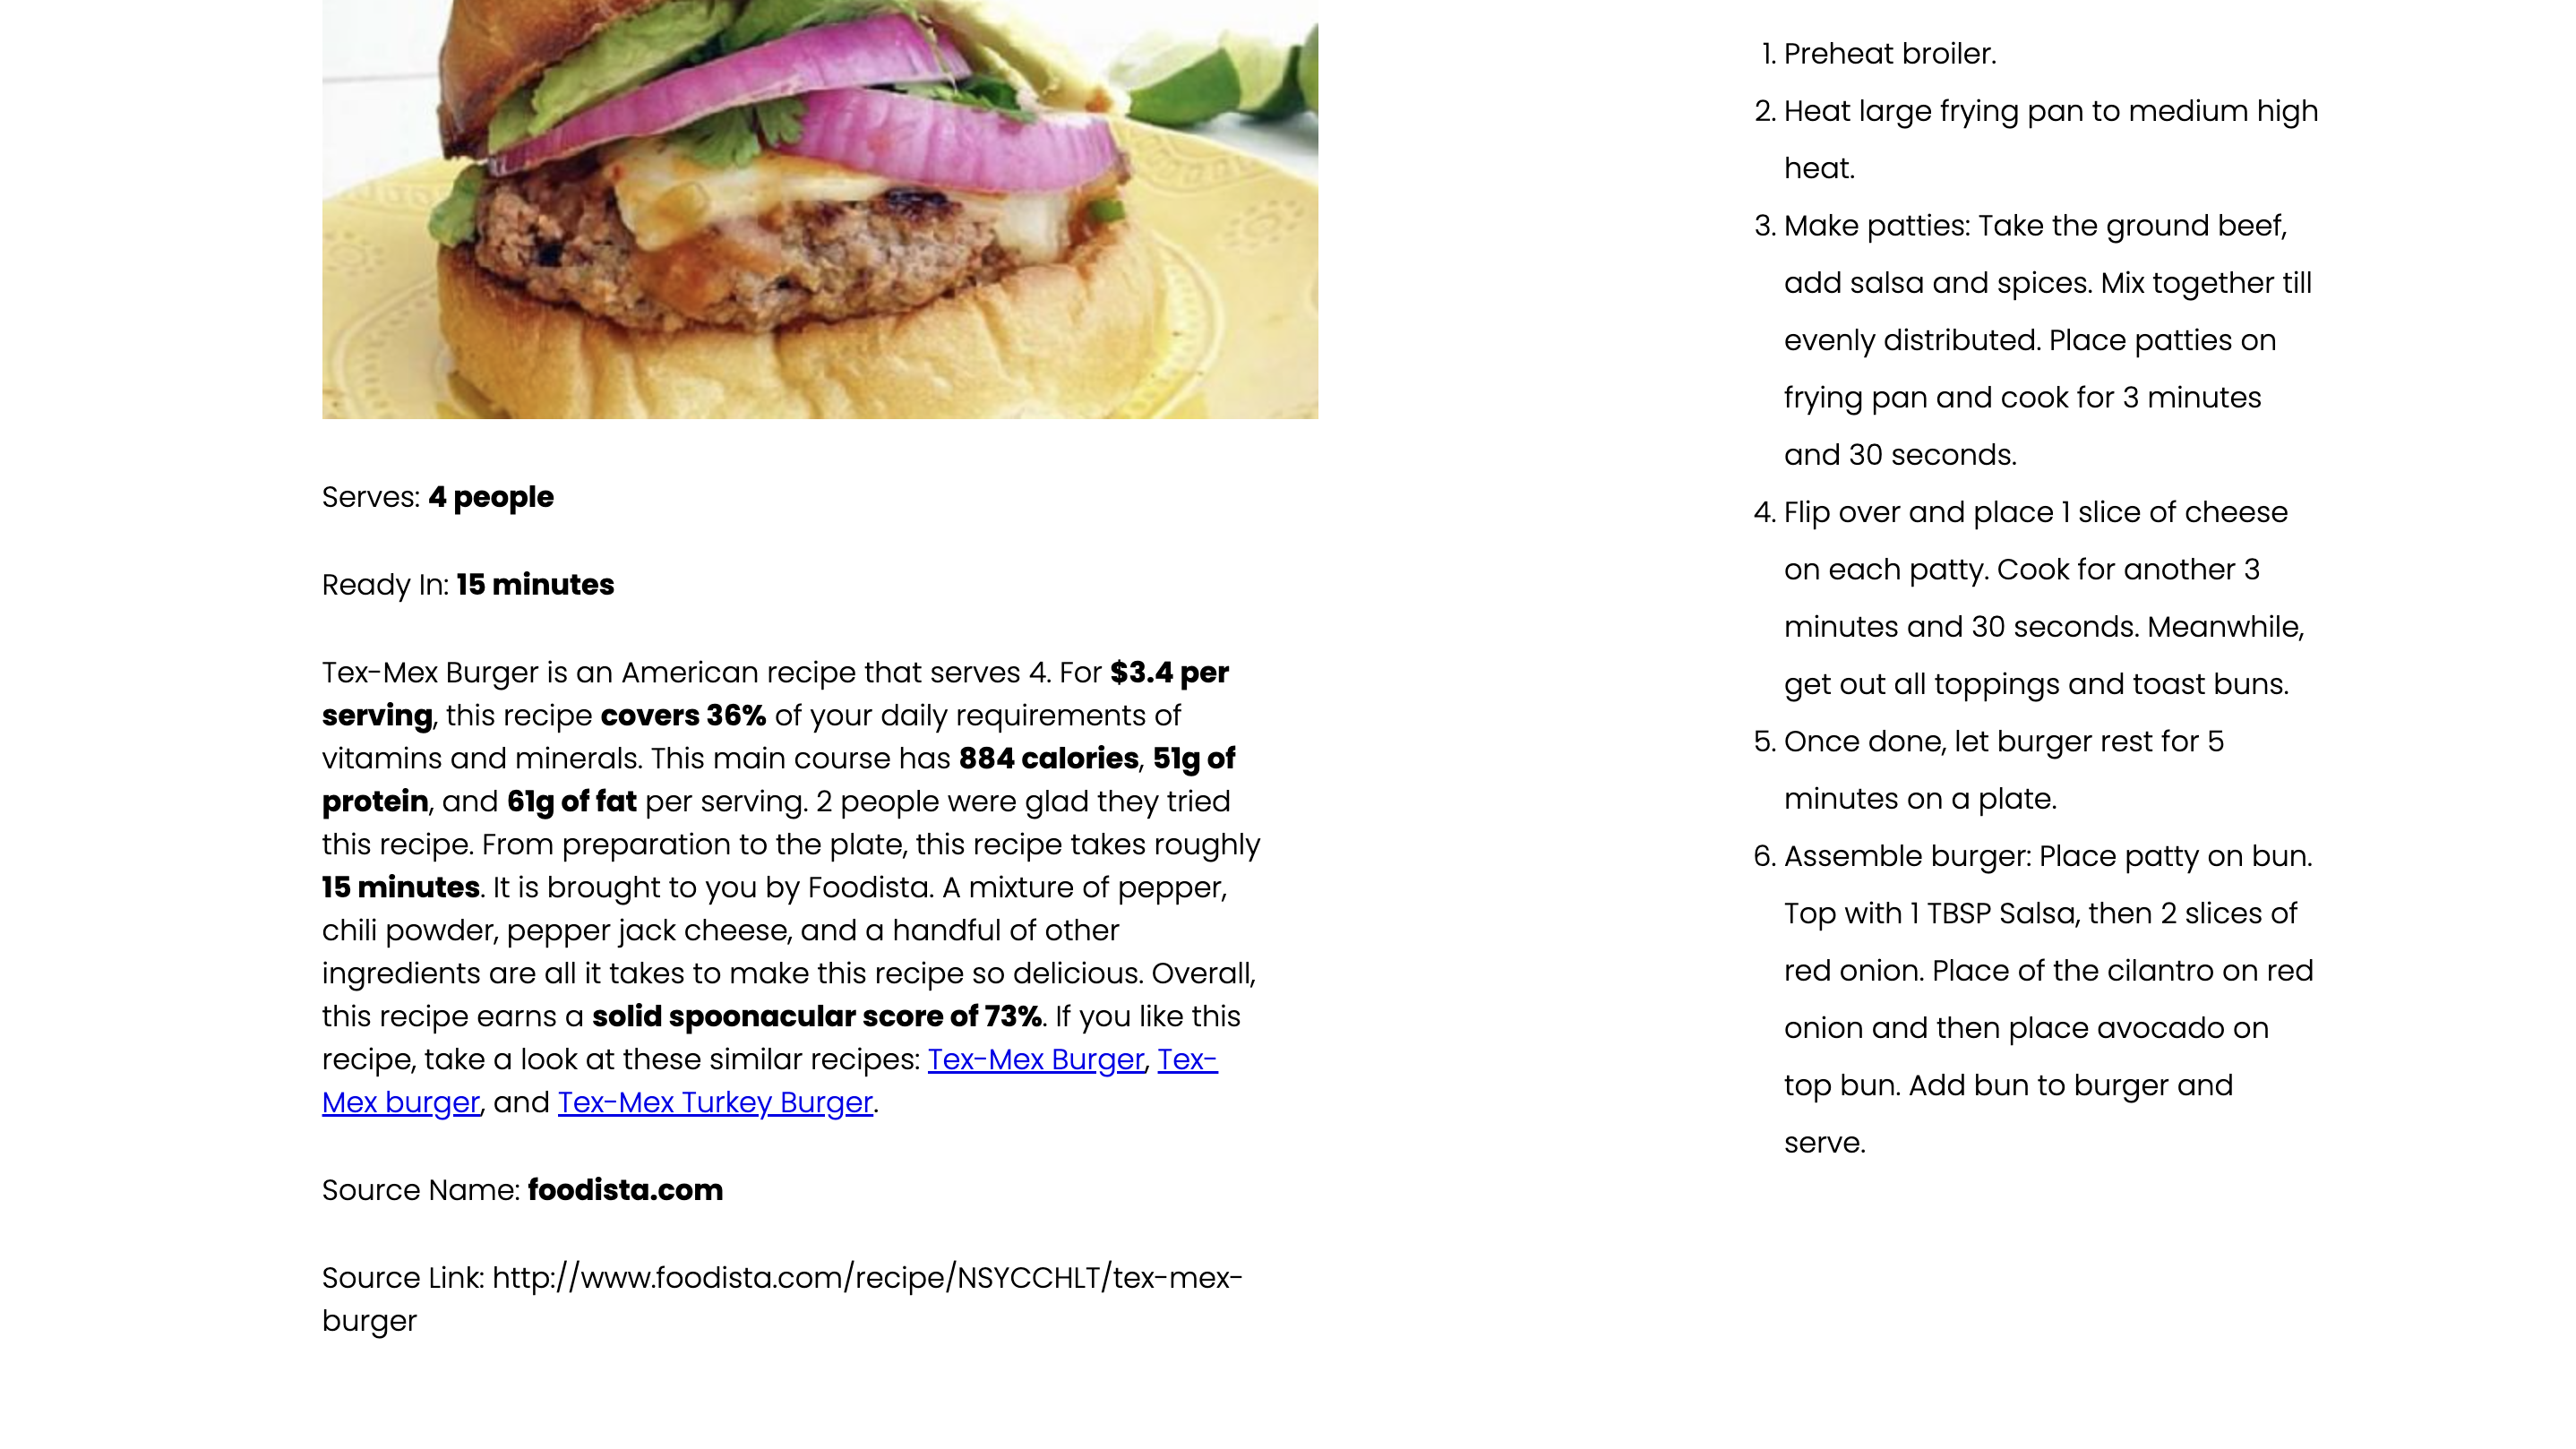 Serves: 4 people
Ready In: 15 minutes
Tex-Mex Burger is an American recipe that serves 4. For $3.4 per
serving, this recipe covers 36% of your daily requirements of
vitamins and minerals. This main course has 884 calories, 51g of
protein, and 61g of fat per serving. 2 people were glad they tried
this recipe. From preparation to the plate, this recipe takes roughly
15 minutes. It is brought to you by Foodista. A mixture of pepper,
chili powder, pepper jack cheese, and a handful of other
ingredients are all it takes to make this recipe so delicious. Overall,
this recipe earns a solid spoonacular score of 73%. If you like this
recipe, take a look at these similar recipes: Tex-Mex Burger, Tex-
Mex burger, and Tex-Mex Turkey Burger.
Source Name: foodista.com
Source Link: http://www.foodista.com/recipe/NSYCCHLT/tex-mex-
burger
1. Preheat broiler.
2. Heat large frying pan to medium high
heat.
3. Make patties: Take the ground beef,
add salsa and spices. Mix together till
evenly distributed. Place patties on
frying pan and cook for 3 minutes
and 30 seconds.
4. Flip over and place 1 slice of cheese
on each patty. Cook for another 3
minutes and 30 seconds. Meanwhile,
get out all toppings and toast buns.
5. Once done, let burger rest for 5
minutes on a plate.
6. Assemble burger: Place patty on bun.
Top with 1 TBSP Salsa, then 2 slices of
red onion. Place of the cilantro on red
onion and then place avocado on
top bun. Add bun to burger and
serve.